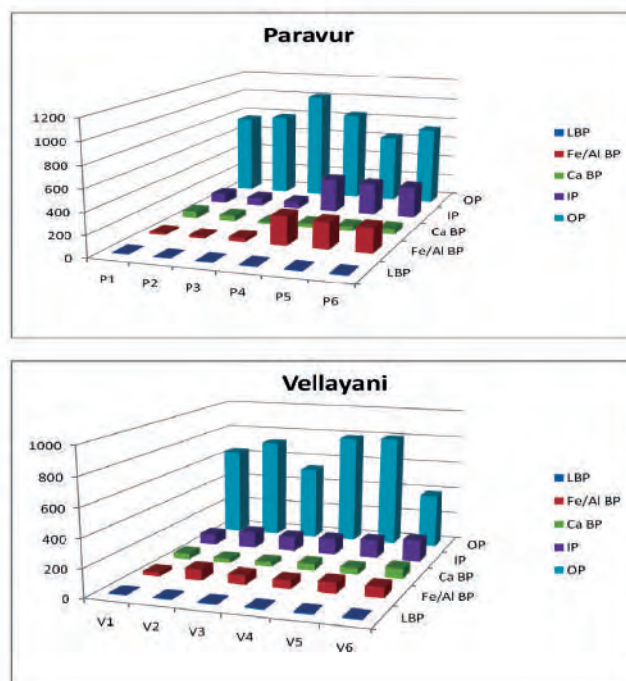 Paravur
1200
1000
800
600
400
200
0
P1 P2 P3 P4 P5 P6
LBP
Fe/Al BP
Ca BP
IP
OP
LBP
Fe/Al BP
Ca BP
IP
OP
Vellayani
1000
800
600
400
200
0
V1 V2 V3 V4 V5 V6
LBP
Fe/Al BP
Ca BP
IP
OP
LBP
Fe/Al BP
Ca BP
IP
OP